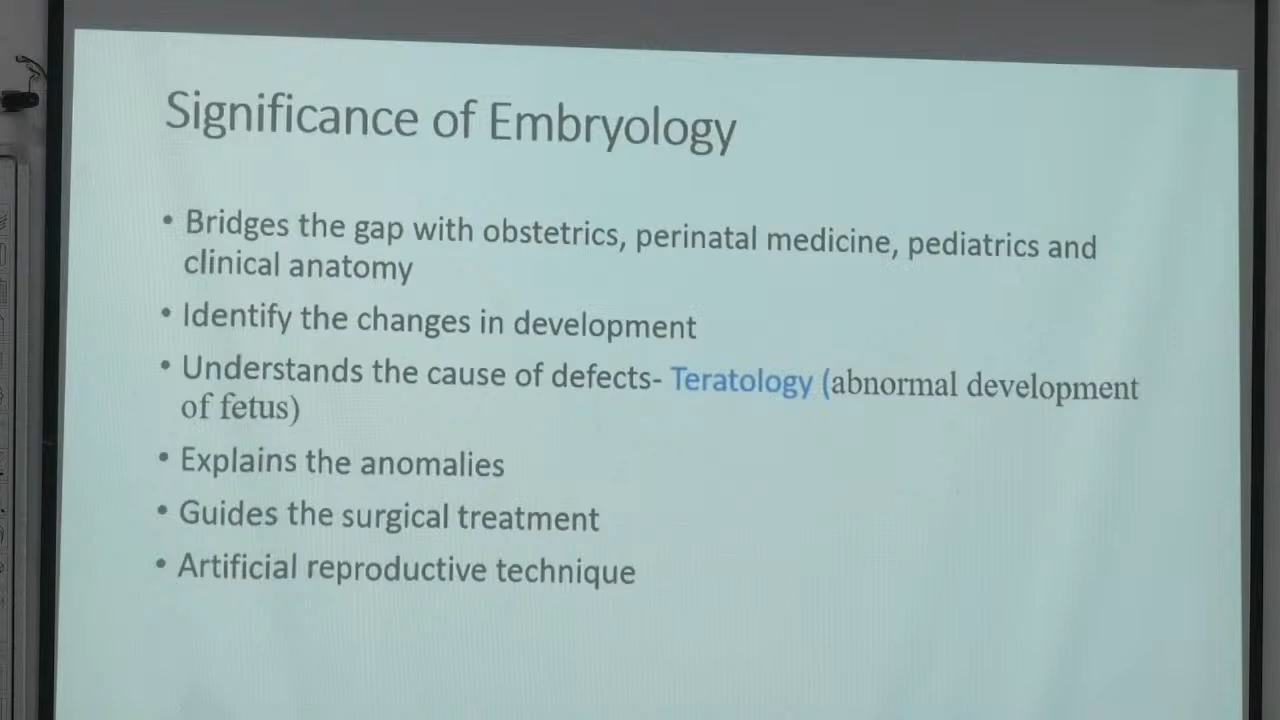 Significance of Embryology
• Bridges the gap with obstetrics, perinatal medicine, pediatrics and
clinical anatomy
• Identify the changes in development
• Understands the cause of defects- Teratology (abnormal development
of fetus)
• Explains the anomalies
• Guides the surgical treatment
• Artificial reproductive technique